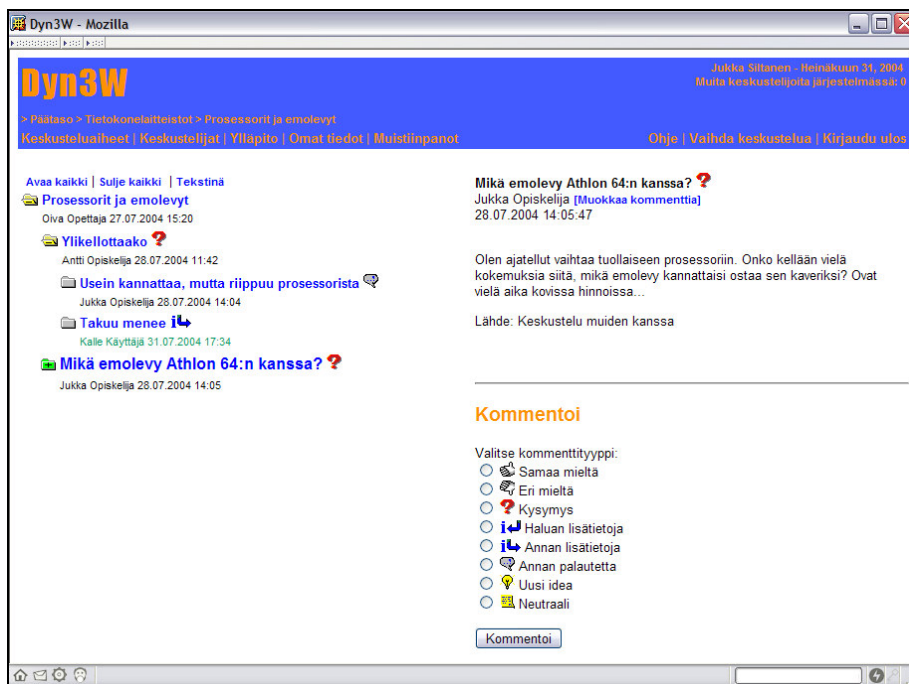 Dyn3W - Mozilla
Dyn3W
Jukka Siltanen - Heinäkuun 31, 2004
Muita keskustelijoita järjestelmässä: 0
> Päätaso > Tietokonelaitteistot > Prosessorit ja emolevyt
Keskusteluaiheet | Keskustelijat | Ylläpito | Omat tiedot | Muistiinpanot
Ohje | Vaihda keskustelua | Kirjaudu ulos
Avaa kaikki | Sulje kaikki | Tekstinä
Prosessorit ja emolevyt
Oiva Opettaja 27.07.2004 15:20
Ylikellottaako ?
Antti Opiskelija 28.07.2004 11:42
Usein kannattaa, mutta riippuu prosessorista
Jukka Opiskelija 28.07.2004 14:04
Takuu menee i
Kalle Käyttäjä 31.07.2004 17:34
Mikä emolevy Athlon 64:n kanssa? ?
Jukka Opiskelija 28.07.2004 14:05
Mikä emolevy Athlon 64:n kanssa? ?
Jukka Opiskelija [Muokkaa kommenttia]
28.07.2004 14:05:47
Olen ajatellut vaihtaa tuollaiseen prosessoriin. Onko kellään vielä
kokemuksia siitä, mikä emolevy kannattaisi ostaa sen kaveriksi? Ovat
vielä aika kovissa hinnoissa...
Lähde: Keskustelu muiden kanssa
Kommentoi
Valitse kommenttityyppi:
Samaa mieltä
Eri mieltä
? Kysymys
i Haluan lisätietoja
i Annan lisätietoja
Annan palautetta
Uusi idea
Neutraali
Kommentoi